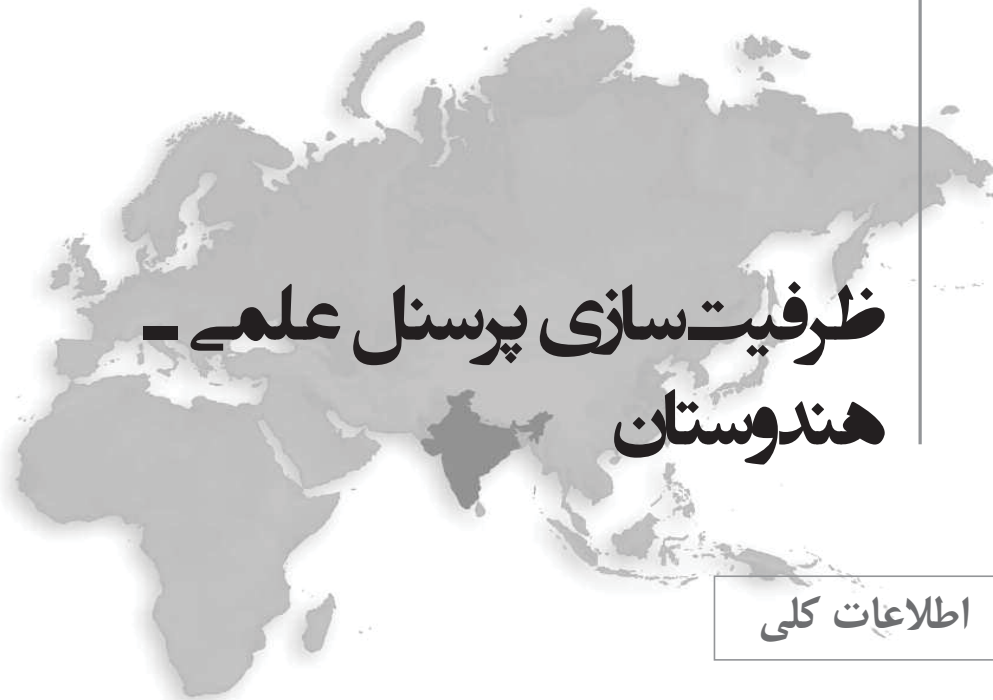 ظرفیت‌سازی پرسنل علمی -
هندوستان
اطلاعات کلی